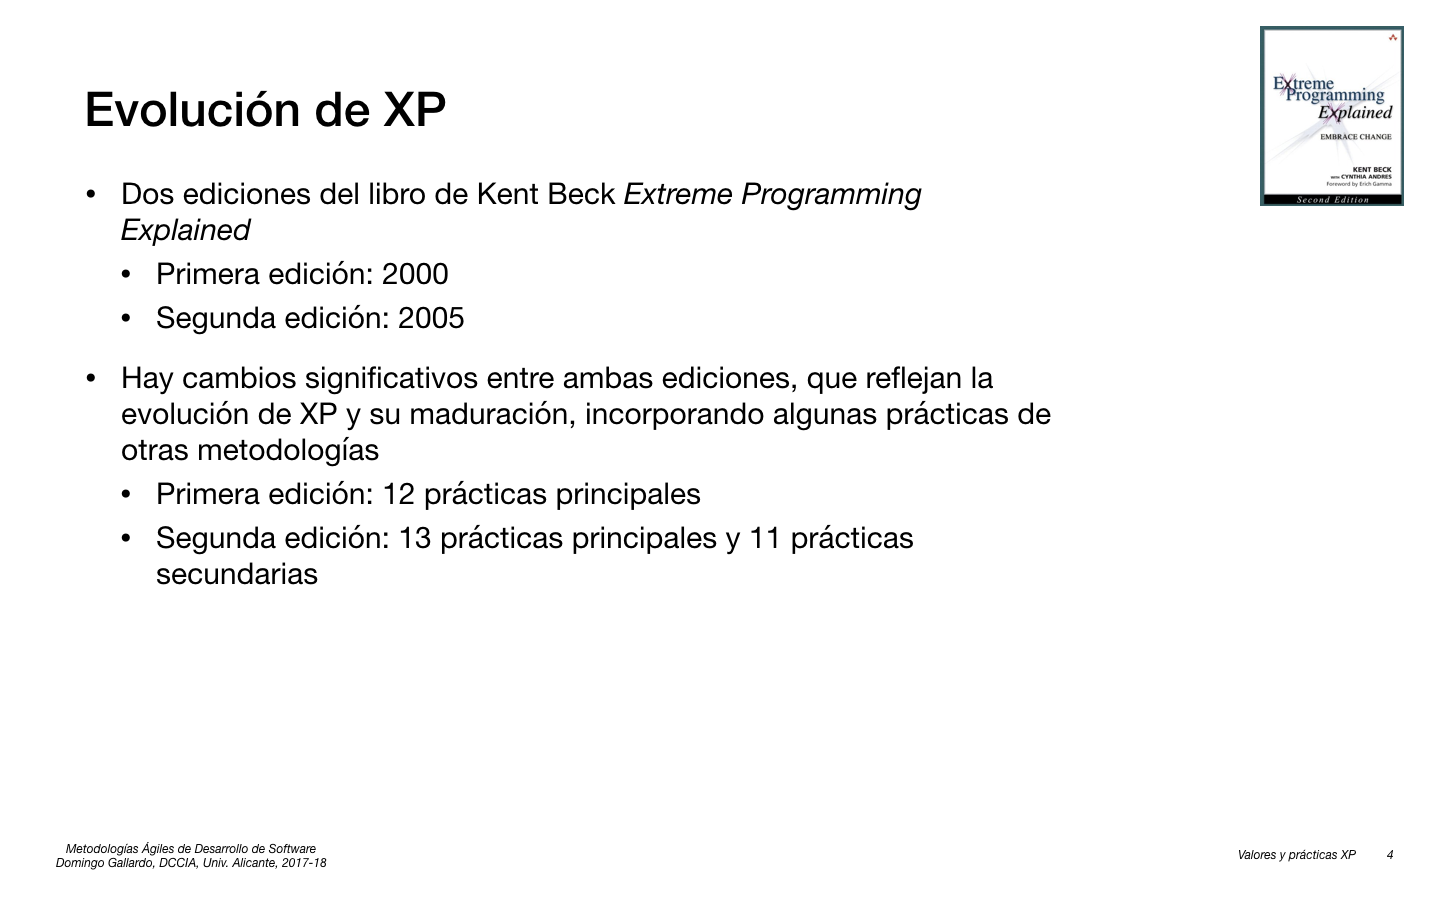 Evolución de XP
• Dos ediciones del libro de Kent Beck Extreme Programming
Explained
• Primera edición: 2000
• Segunda edición: 2005
• Hay cambios significativos entre ambas ediciones, que reflejan la
evolución de XP y su maduración, incorporando algunas prácticas de
otras metodologías
• Primera edición: 12 prácticas principales
• Segunda edición: 13 prácticas principales y 11 prácticas
secundarias
Extreme
Programming
Explained
EMBRACE CHANGE
KENT BECK
WITH CYNTHIA ANDRES
Foreword by Erich Gamma
Second Edition
Metodologías Ágiles de Desarrollo de Software
Domingo Gallardo, DCCIA, Univ. Alicante, 2017-18
Valores y prácticas XP 4